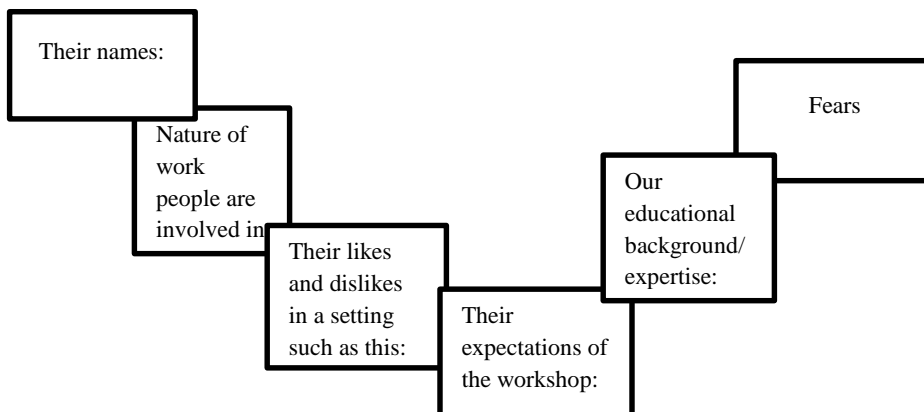 Their names:
Nature of
work
people are
involved in
Their likes
and dislikes
in a setting
such as this:
Their
expectations of
the workshop:
Our
educational
background/
expertise:
Fears